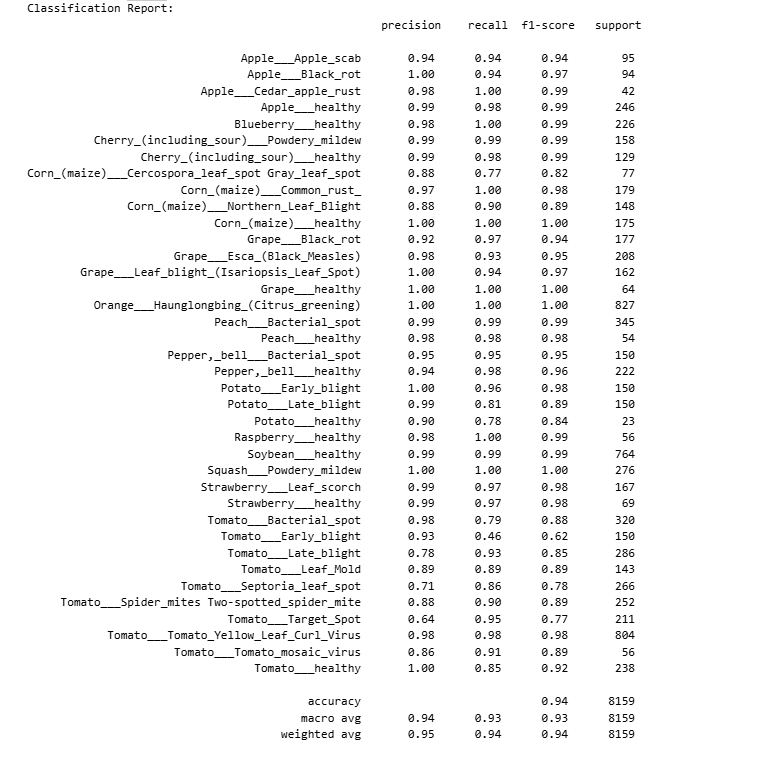 Classification Report:
precision recall f1-score support
Apple___Apple_scab 0.94 0.94 0.94 95
Apple___Black_rot 1.00 0.94 0.97 94
Apple___Cedar_apple_rust 0.98 1.00 0.99 42
Apple___healthy 0.99 0.98 0.99 246
Blueberry___healthy 0.98 1.00 0.99 226
Cherry_(including_sour)___Powdery_mildew 0.99 0.99 0.99 158
Cherry_(including_sour)___healthy 0.99 0.98 0.99 129
Corn_(maize)___Cercospora_leaf_spot Gray_leaf_spot 0.88 0.77 0.82 77
Corn_(maize)___Common_rust_ 0.97 1.00 0.98 179
Corn_(maize)___Northern_Leaf_Blight 0.88 0.90 0.89 148
Corn_(maize)___healthy 1.00 1.00 1.00 175
Grape___Black_rot 0.92 0.97 0.94 177
Grape___Esca_(Black_Measles) 0.98 0.93 0.95 208
Grape___Leaf_blight_(Isariopsis_Leaf_Spot) 1.00 0.94 0.97 162
Grape___healthy 1.00 1.00 1.00 64
Orange___Haunglongbing_(Citrus_greening) 1.00 1.00 1.00 827
Peach___Bacterial_spot 0.99 0.99 0.99 345
Peach___healthy 0.98 0.98 0.98 54
Pepper,_bell___Bacterial_spot 0.95 0.95 0.95 150
Pepper,_bell___healthy 0.94 0.98 0.96 222
Potato___Early_blight 1.00 0.96 0.98 150
Potato___Late_blight 0.99 0.81 0.89 150
Potato___healthy 0.90 0.78 0.84 23
Raspberry___healthy 0.98 1.00 0.99 56
Soybean___healthy 0.99 0.99 0.99 764
Squash___Powdery_mildew 1.00 1.00 1.00 276
Strawberry___Leaf_scorch 0.99 0.97 0.98 167
Strawberry___healthy 0.99 0.97 0.98 69
Tomato___Bacterial_spot 0.98 0.79 0.88 320
Tomato___Early_blight 0.93 0.46 0.62 150
Tomato___Late_blight 0.78 0.93 0.85 286
Tomato___Leaf_Mold 0.89 0.89 0.89 143
Tomato___Septoria_leaf_spot 0.71 0.86 0.78 266
Tomato___Spider_mites Two-spotted_spider_mite 0.88 0.90 0.89 252
Tomato___Target_Spot 0.64 0.95 0.77 211
Tomato___Tomato_Yellow_Leaf_Curl_Virus 0.98 0.98 0.98 804
Tomato___Tomato_mosaic_virus 0.86 0.91 0.89 56
Tomato___healthy 1.00 0.85 0.92 238
accuracy 0.94 8159
macro avg 0.94 0.93 0.93 8159
weighted avg 0.95 0.94 0.94 8159